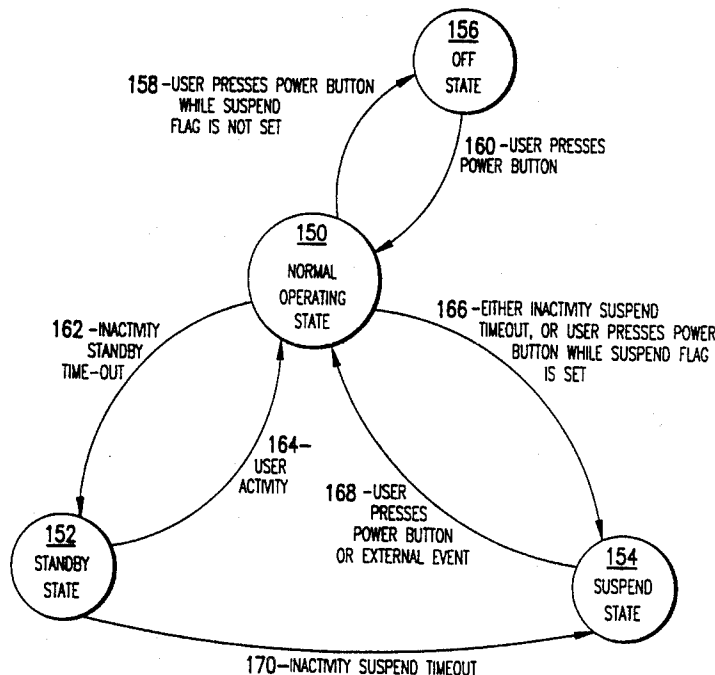 156
OFF
STATE
158-USER PRESSES POWER BUTTON
WHILE SUSPEND
FLAG IS NOT SET
160-USER PRESSES
POWER BUTTON
150
NORMAL
OPERATING
STATE
162-INACTIVITY
STANDBY
TIME-OUT
166-EITHER INACTIVITY SUSPEND
TIMEOUT, OR USER PRESSES POWER
BUTTON WHILE SUSPEND FLAG
IS SET
164-
USER
ACTIVITY
168-USER
PRESSES
POWER BUTTON
OR EXTERNAL EVENT
152
STANDBY
STATE
154
SUSPEND
STATE
170-INACTIVITY SUSPEND TIMEOUT